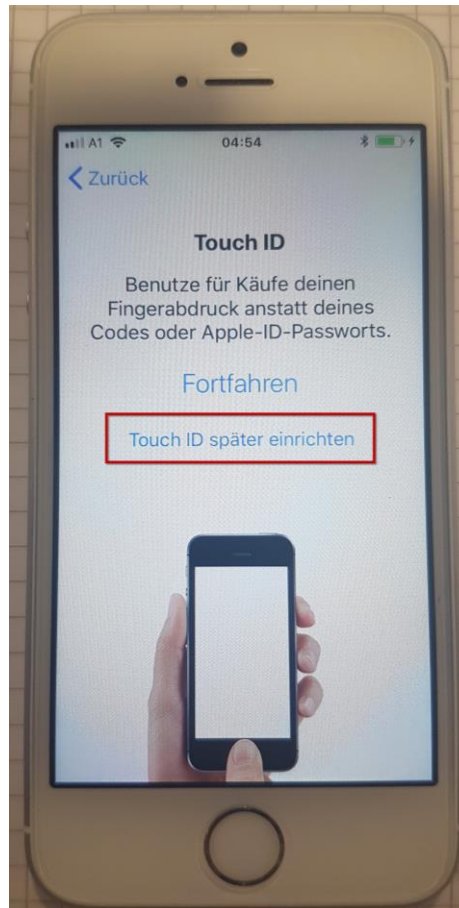 A1 04:54
Zurück
Touch ID
Benutze für Käufe deinen
Fingerabdruck anstatt deines
Codes oder Apple-ID-Passworts.
Fortfahren
Touch ID später einrichten